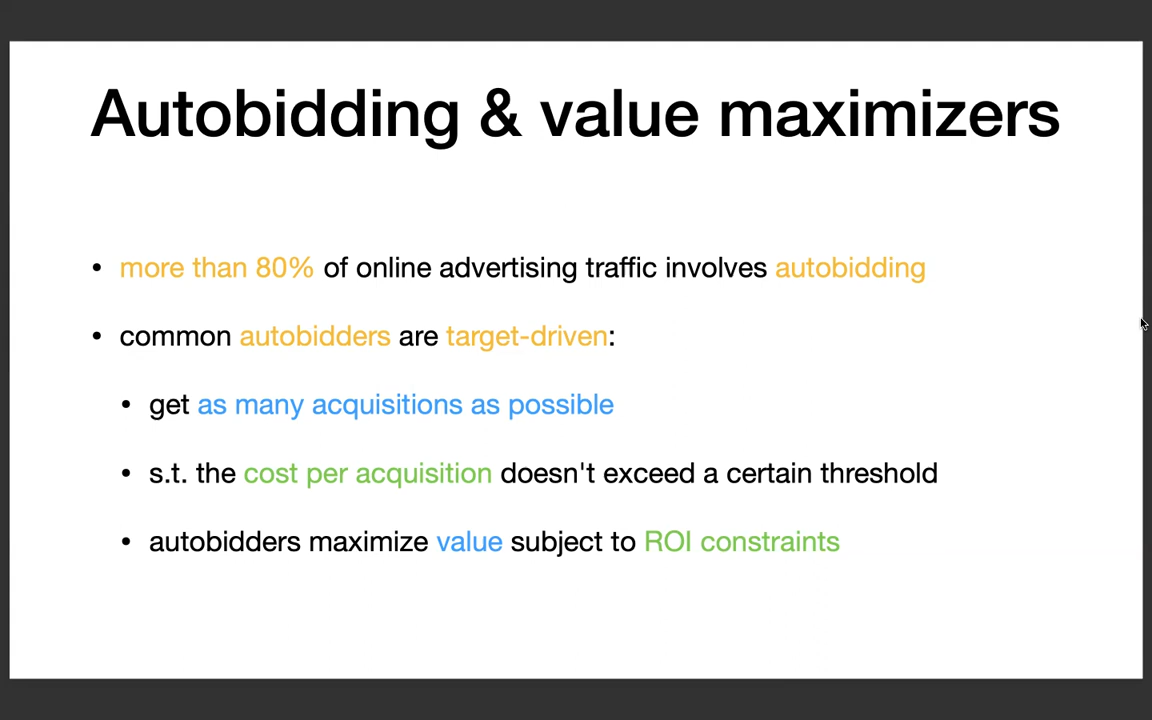 Autobidding & value maximizers
• more than 80% of online advertising traffic involves autobidding
• common autobidders are target-driven:
• get as many acquisitions as possible
• s.t. the cost per acquisition doesn't exceed a certain threshold
• autobidders maximize value subject to ROI constraints